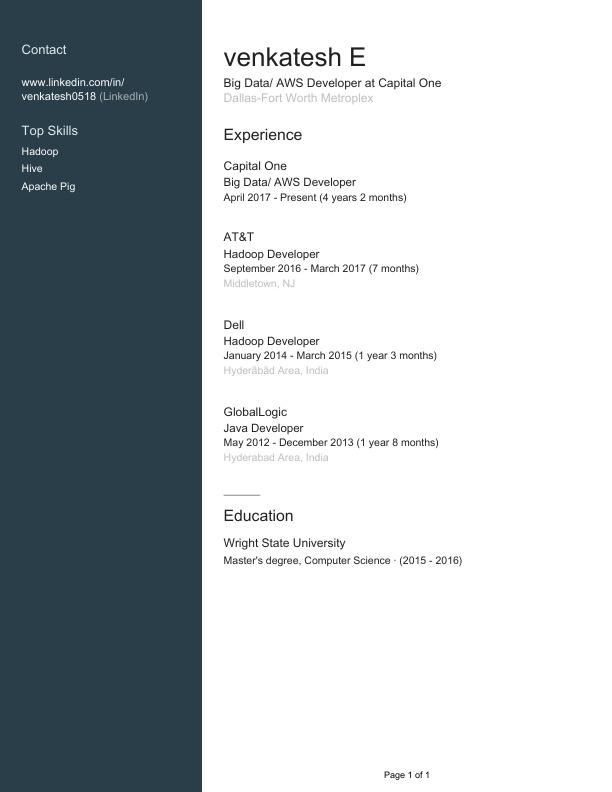 Contact
www.linkedin.com/in/
venkatesh0518 (LinkedIn)
Top Skills
Hadoop
Hive
Apache Pig
venkatesh E
Big Data/ AWS Developer at Capital One
Dallas-Fort Worth Metroplex
Experience
Capital One
Big Data/ AWS Developer
April 2017 - Present (4 years 2 months)
AT&T
Hadoop Developer
September 2016 - March 2017 (7 months)
Middletown, NJ
Dell
Hadoop Developer
January 2014 - March 2015 (1 year 3 months)
Hyderābād Area, India
GlobalLogic
Java Developer
May 2012 - December 2013 (1 year 8 months)
Hyderabad Area, India
Education
Wright State University
Master's degree, Computer Science · (2015 - 2016)
Page 1 of 1